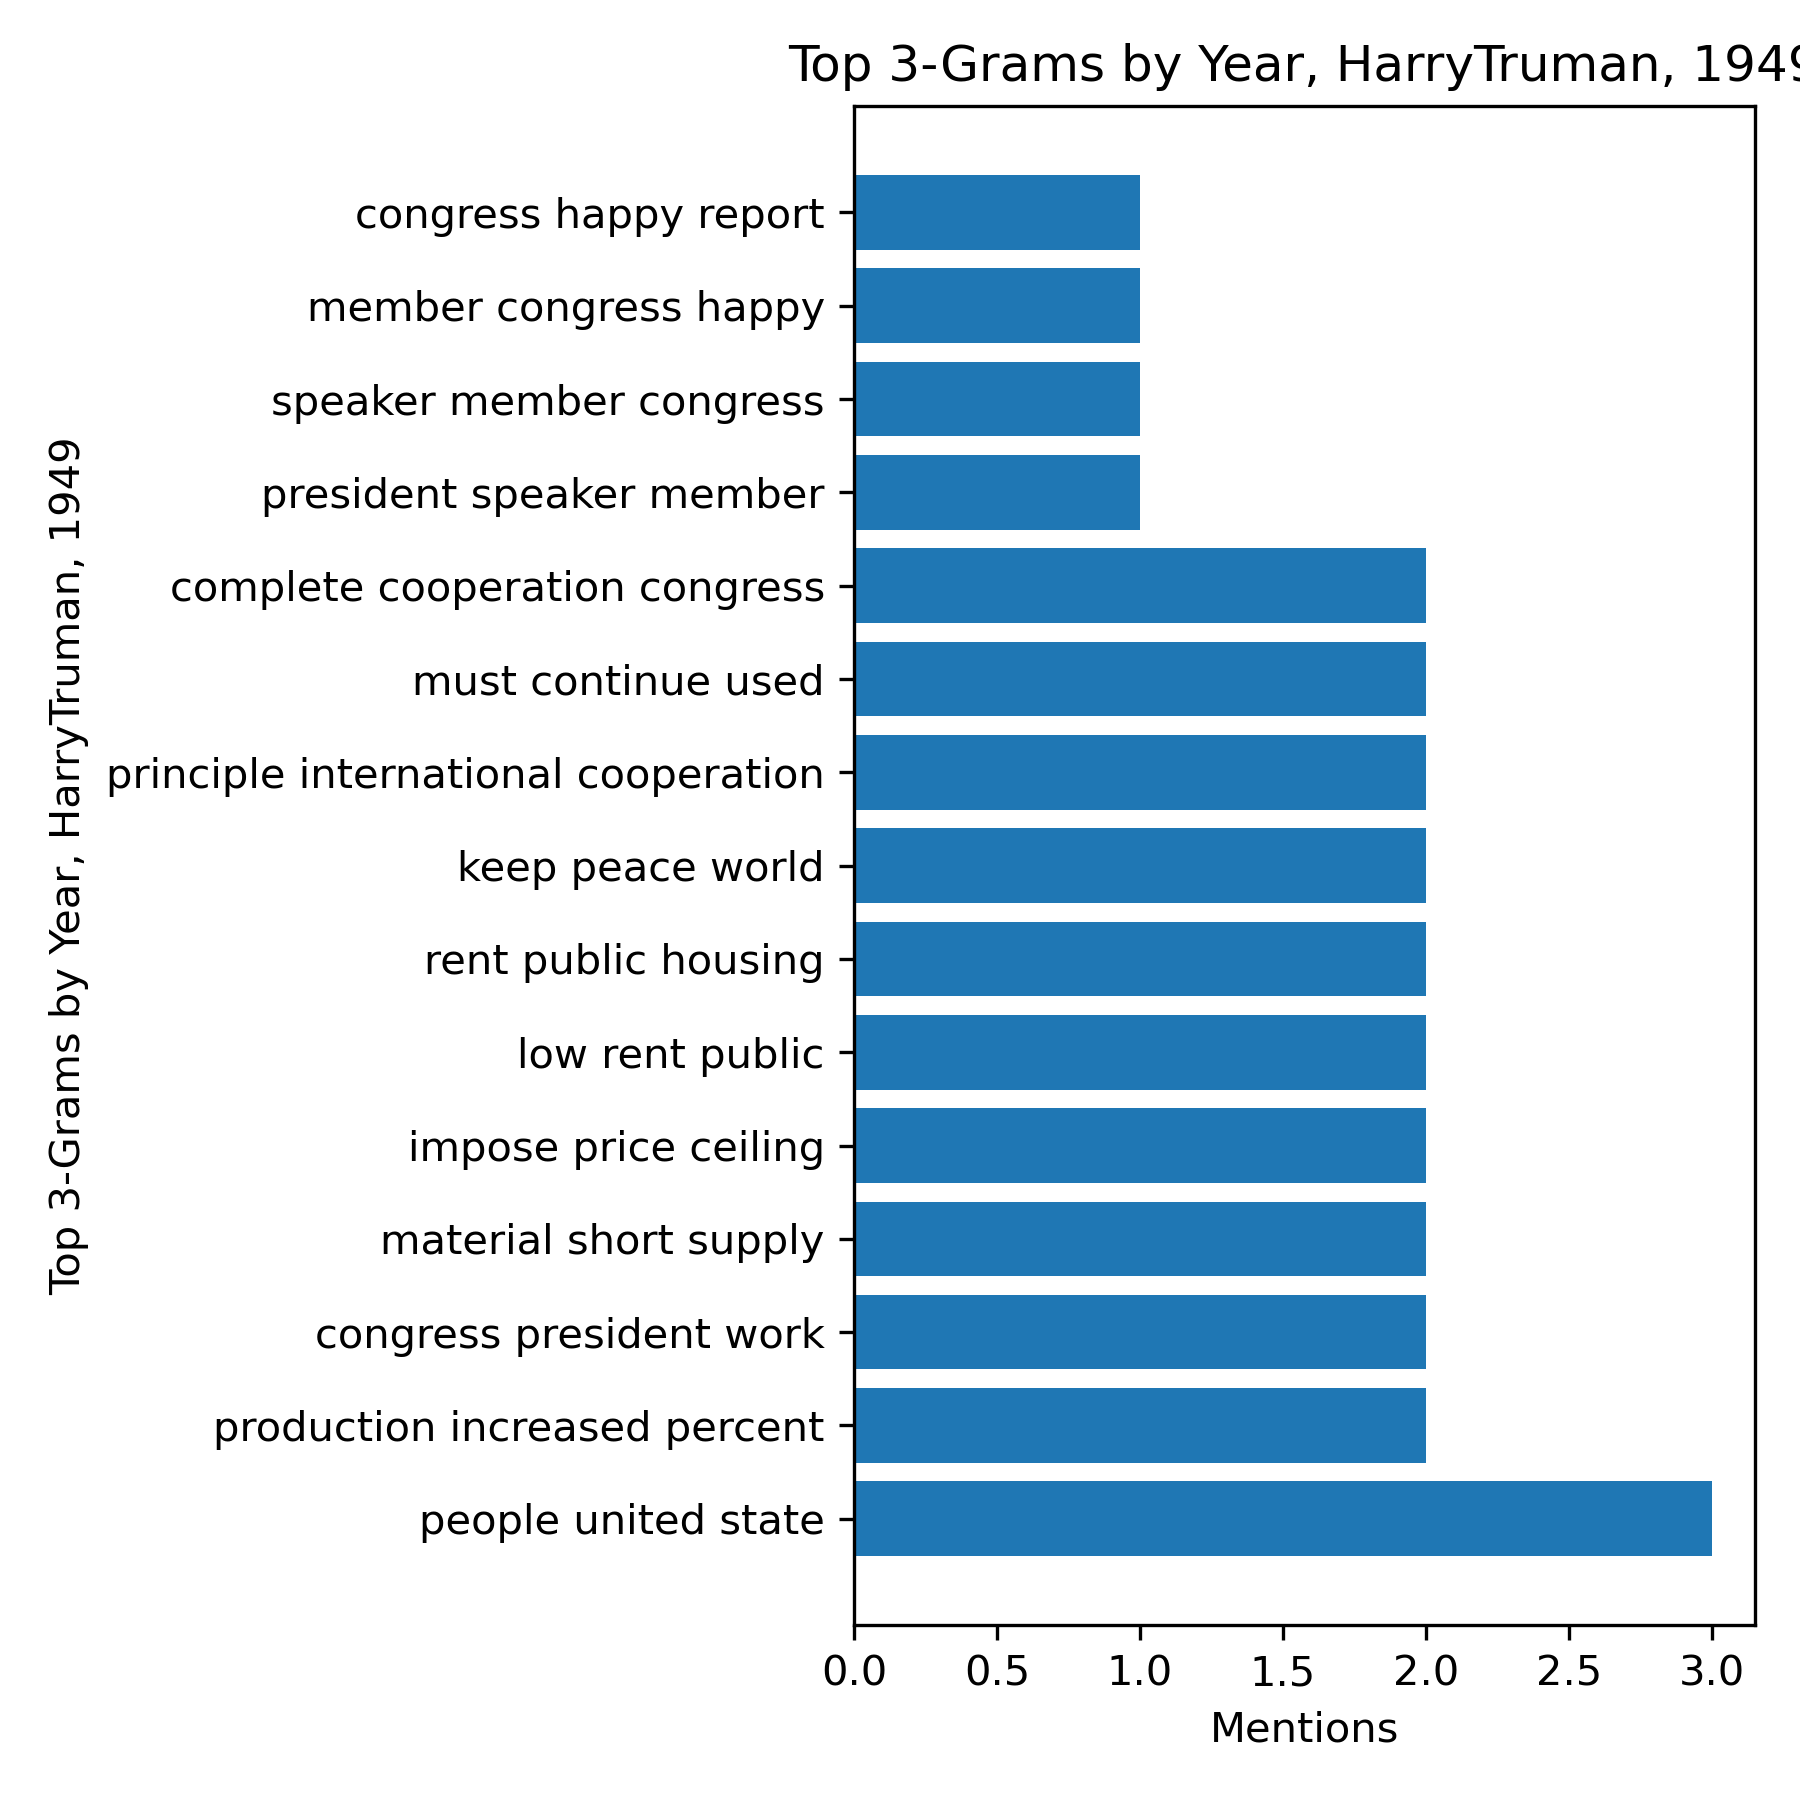 Top 3-Grams by Year, HarryTruman, 1949
Top 3-Grams by Year, HarryTruman, 1949
congress happy report
member congress happy
speaker member congress
president speaker member
complete cooperation congress
must continue used
principle international cooperation
keep peace world
rent public housing
low rent public
impose price ceiling
material short supply
congress president work
production increased percent
people united state
0.0 0.5 1.0 1.5 2.0 2.5 3.0
Mentions